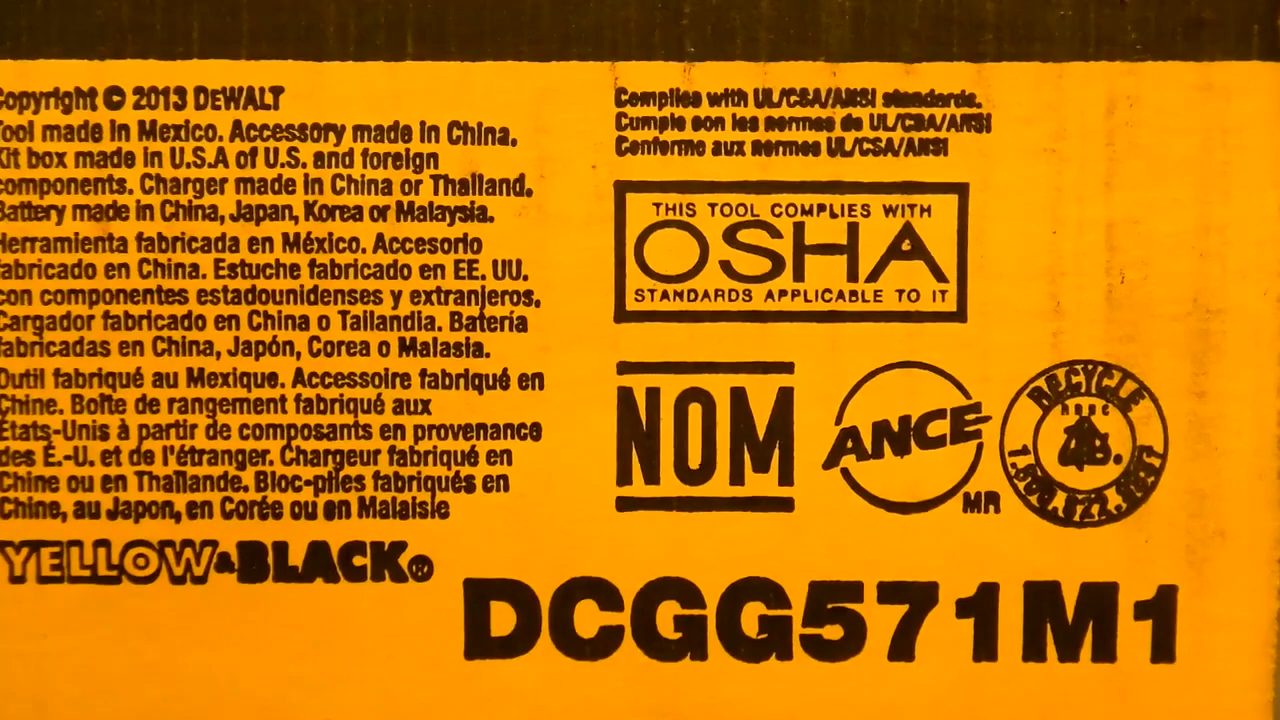 Copyright © 2013 DEWALT
Tool made in Mexico. Accessory made in China.
Kit box made in U.S.A of U.S. and foreign
components. Charger made in China or Thailand.
Battery made in China, Japan, Korea or Malaysia.
Herramienta fabricada en México. Accesorio
fabricado en China. Estuche fabricado en EE. UU.
con componentes estadounidenses y extranjeros.
Cargador fabricado en China o Tailandia. Batería
fabricadas en China, Japón, Corea o Malasia.
Outil fabriqué au Mexique. Accessoire fabriqué en
Chine. Boîte de rangement fabriqué aux
États-Unis à partir de composants en provenance
des É.-U. et de l'étranger. Chargeur fabriqué en
Chine ou en Thaïlande. Bloc-piles fabriqués en
Chine, au Japon, en Corée ou en Malaisie
YELLOW&BLACK®
Complies with UL/CSA/ANSI standards.
Cumple con las normas de UL/CSA/ANSI
Conforme aux normes UL/CSA/ANSI
THIS TOOL COMPLIES WITH
OSHA
STANDARDS APPLICABLE TO IT
NOM
ANCE
MR
RECYCLE
RBRC
DCGG571M1